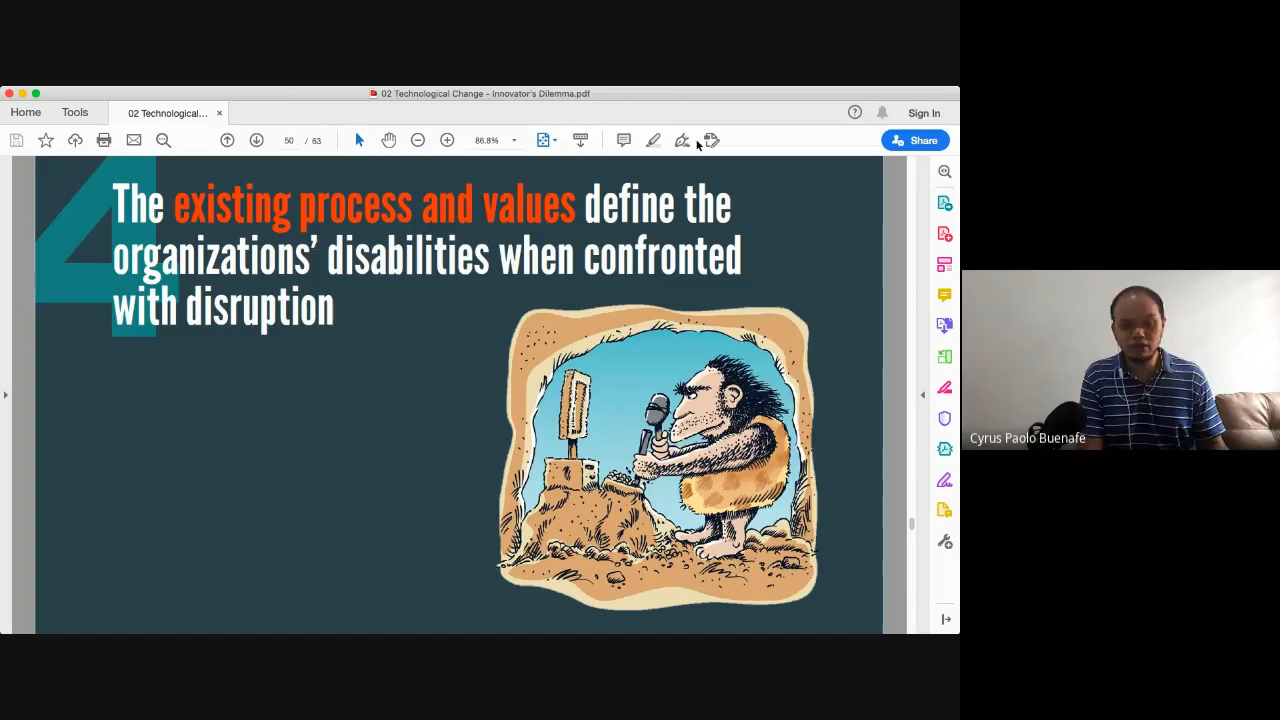 02 Technological Change - Innovator's Dilemma.pdf
Home
Tools
02 Technological...
×
Sign In
50 / 63
86.8%
Share
4
The existing process and values define the
organizations’ disabilities when confronted
with disruption
Cyrus Paolo Buenafe